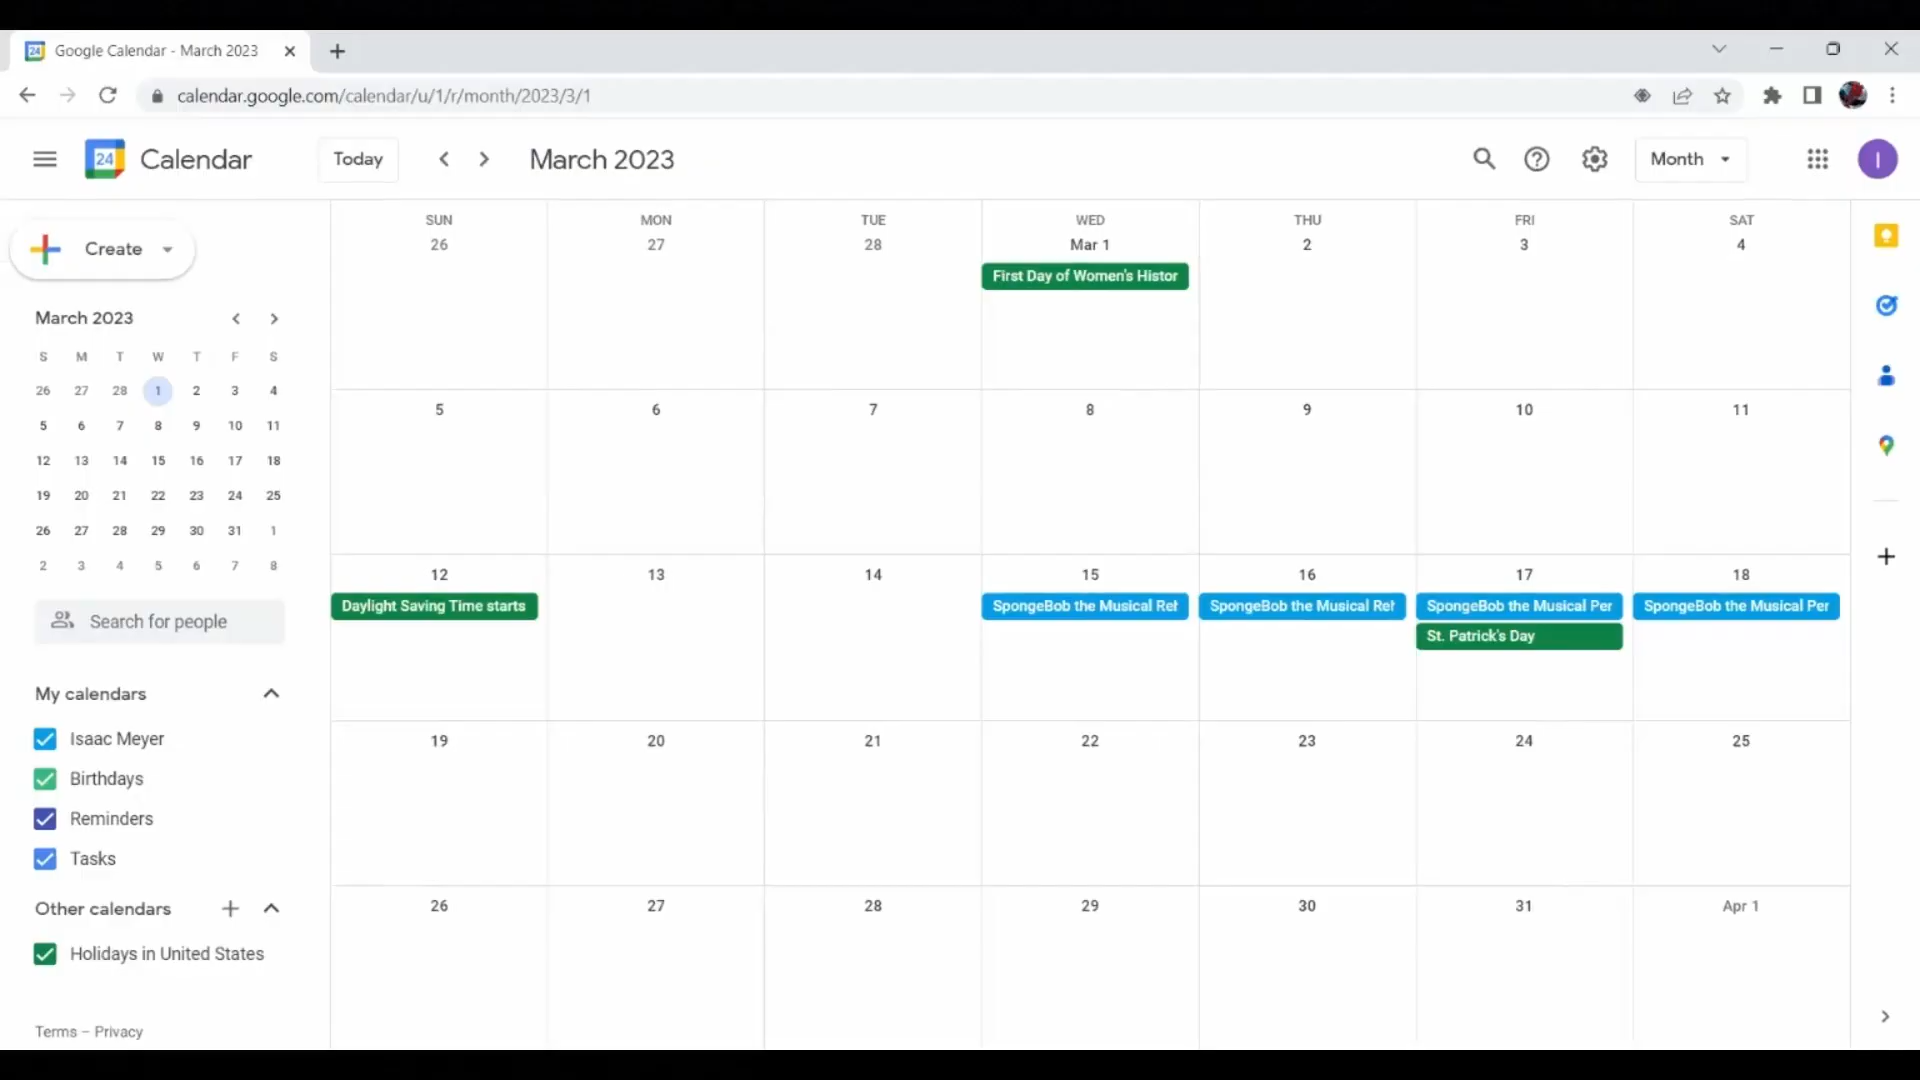 Google Calendar - March 2023
calendar.google.com/calendar/u/1/r/month/2023/3/1
24 Calendar Today March 2023 Month I
Create
March 2023
S M T W T F S
26 27 28 1 2 3 4
5 6 7 8 9 10 11
12 13 14 15 16 17 18
19 20 21 22 23 24 25
26 27 28 29 30 31 1
2 3 4 5 6 7 8
Search for people
My calendars
Isaac Meyer
Birthdays
Reminders
Tasks
Other calendars
Holidays in United States
Terms – Privacy
SUN MON TUE WED THU FRI SAT
26 27 28 Mar 1 2 3 4
First Day of Women's Histor
5 6 7 8 9 10 11
12 13 14 15 16 17 18
Daylight Saving Time starts SpongeBob the Musical Reh SpongeBob the Musical Reh SpongeBob the Musical Per SpongeBob the Musical Per
St. Patrick's Day
19 20 21 22 23 24 25
26 27 28 29 30 31 Apr 1